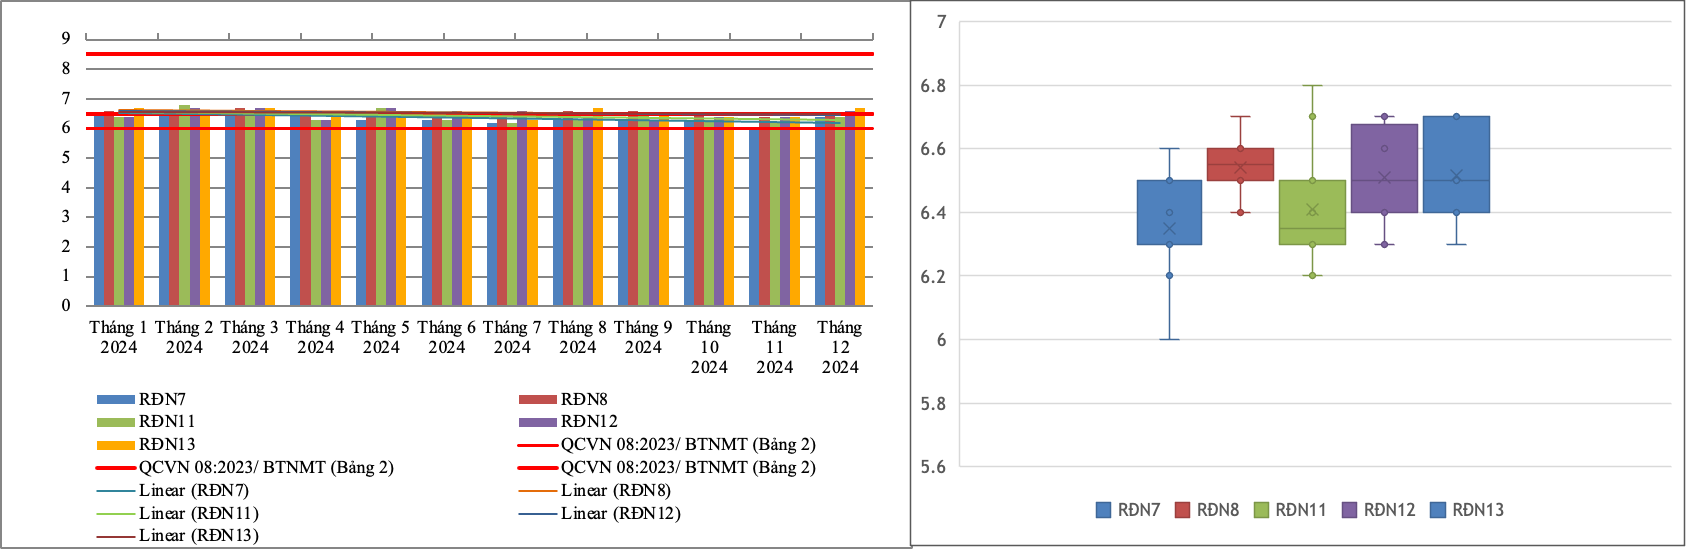 9
8
7
6
5
4
3
2
1
0
Tháng 1 2024
Tháng 2 2024
Tháng 3 2024
Tháng 4 2024
Tháng 5 2024
Tháng 6 2024
Tháng 7 2024
Tháng 8 2024
Tháng 9 2024
Tháng 10 2024
Tháng 11 2024
Tháng 12 2024
RĐN7
RĐN8
RĐN11
RĐN12
RĐN13
QCVN 08:2023/ BTNMT (Bảng 2)
QCVN 08:2023/ BTNMT (Bảng 2)
QCVN 08:2023/ BTNMT (Bảng 2)
Linear (RĐN7)
Linear (RĐN8)
Linear (RĐN11)
Linear (RĐN12)
Linear (RĐN13)
7
6.8
6.6
6.4
6.2
6
5.8
5.6
RĐN7
RĐN8
RĐN11
RĐN12
RĐN13